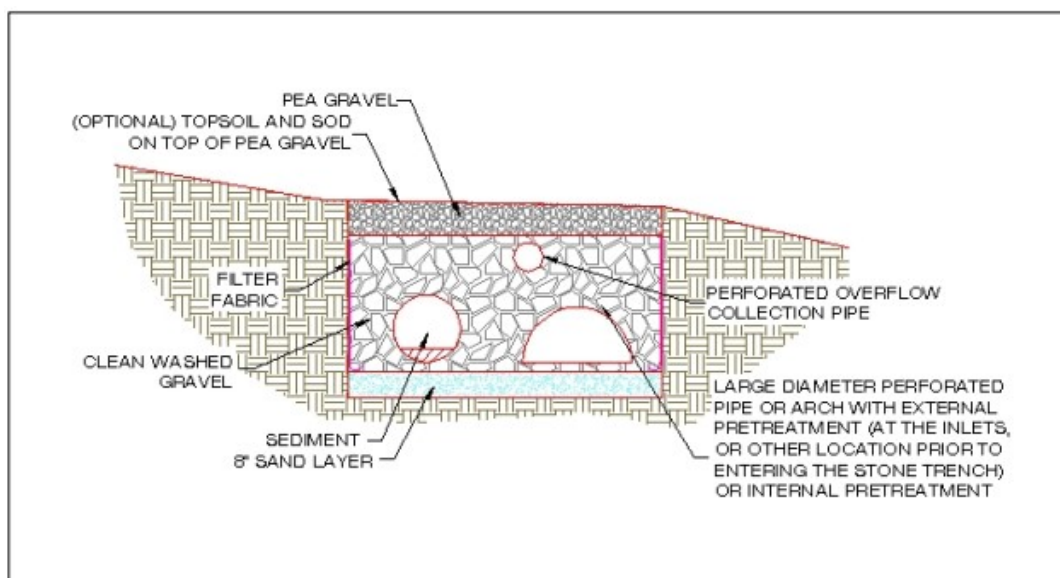 PEA GRAVEL
(OPTIONAL) TOPSOIL AND SOD
ON TOP OF PEA GRAVEL
FILTER
FABRIC
CLEAN WASHED
GRAVEL
SEDIMENT
8" SAND LAYER
PERFORATED OVERFLOW
COLLECTION PIPE
LARGE DIAMETER PERFORATED
PIPE OR ARCH WITH EXTERNAL
PRETREATMENT (AT THE INLETS,
OR OTHER LOCATION PRIOR TO
ENTERING THE STONE TRENCH)
OR INTERNAL PRETREATMENT